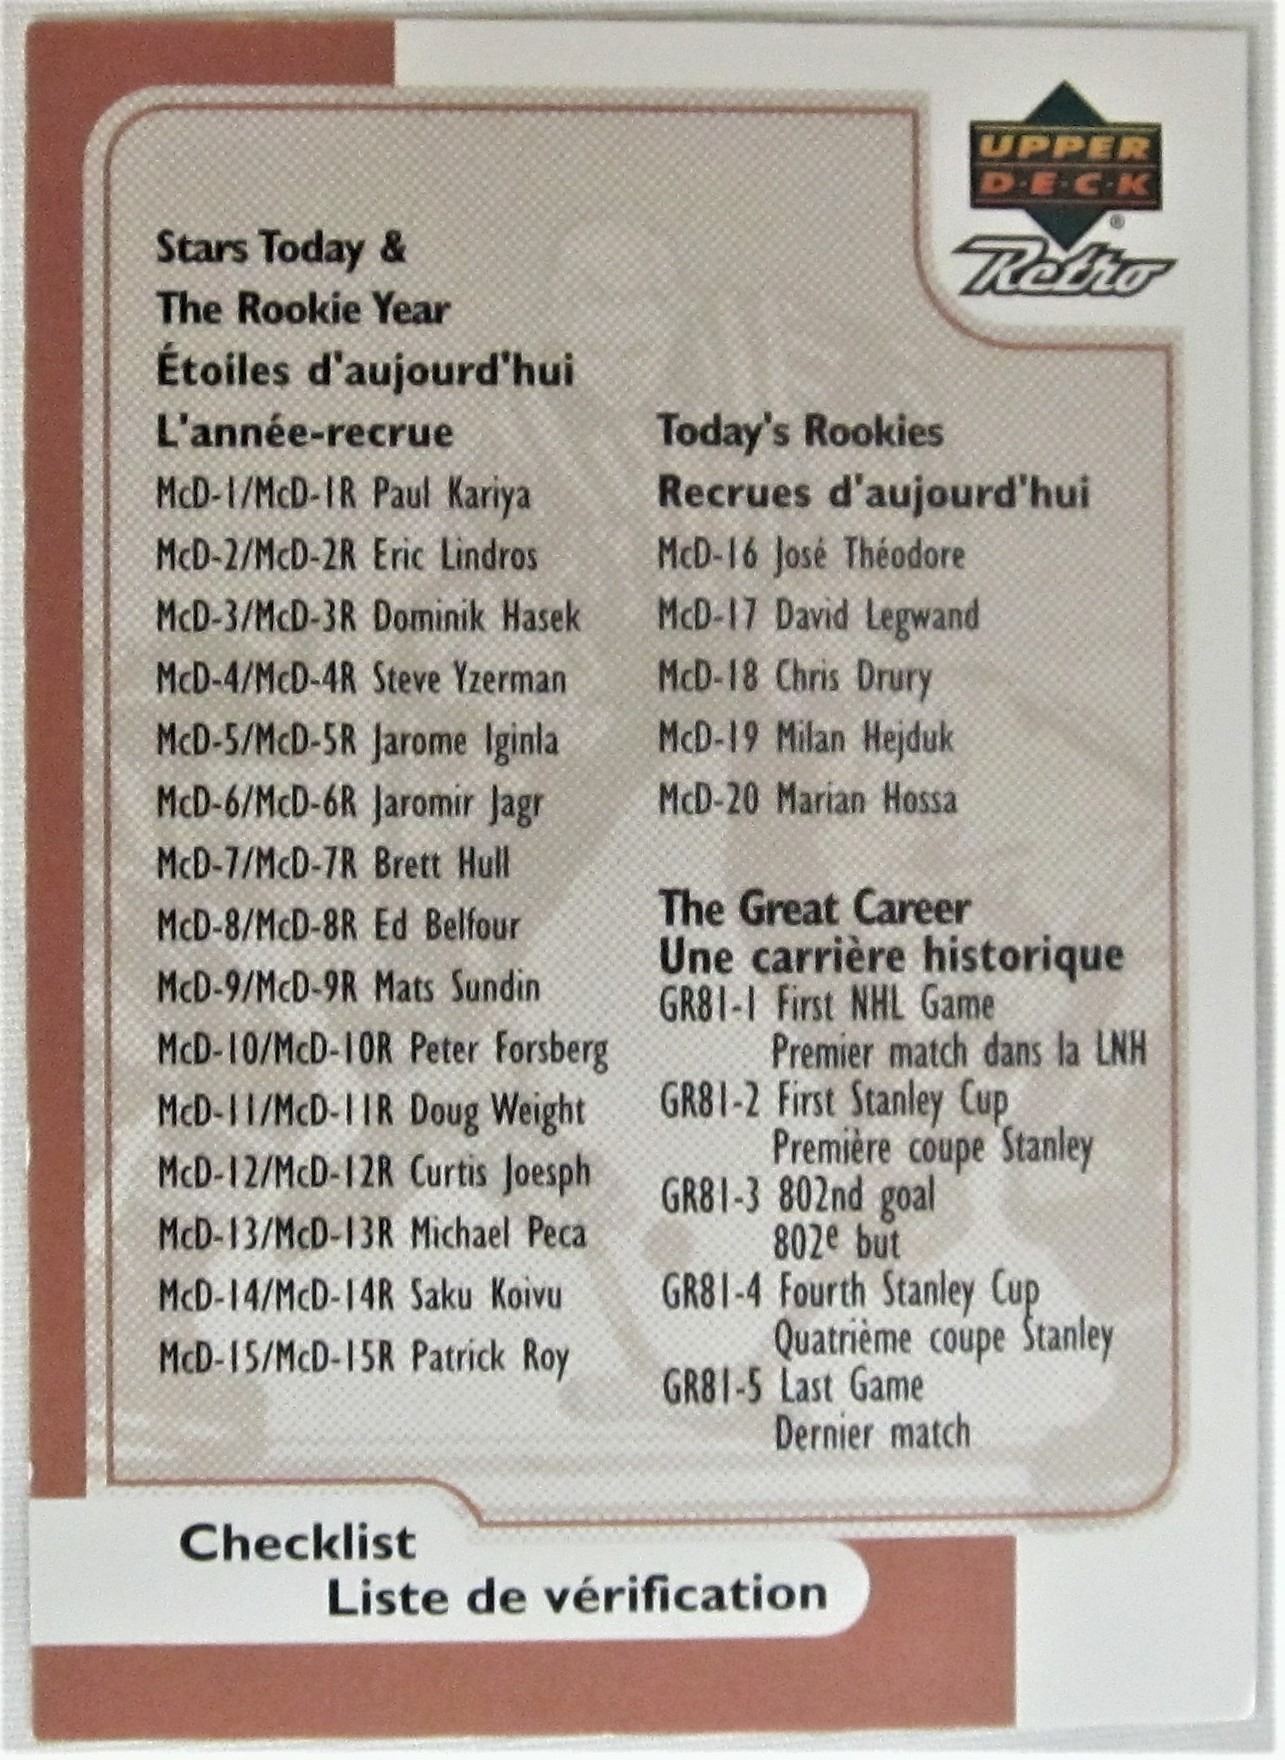 UPPER
D·E·C·K
®
Retro
Stars Today &
The Rookie Year
Étoiles d'aujourd'hui
L'année-recrue
McD-1/McD-1R Paul Kariya
McD-2/McD-2R Eric Lindros
McD-3/McD-3R Dominik Hasek
McD-4/McD-4R Steve Yzerman
McD-5/McD-5R Jarome Iginla
McD-6/McD-6R Jaromir Jagr
McD-7/McD-7R Brett Hull
McD-8/McD-8R Ed Belfour
McD-9/McD-9R Mats Sundin
McD-10/McD-10R Peter Forsberg
McD-11/McD-11R Doug Weight
McD-12/McD-12R Curtis Joesph
McD-13/McD-13R Michael Peca
McD-14/McD-14R Saku Koivu
McD-15/McD-15R Patrick Roy
Today's Rookies
Recrues d'aujourd'hui
McD-16 José Théodore
McD-17 David Legwand
McD-18 Chris Drury
McD-19 Milan Hejduk
McD-20 Marian Hossa
The Great Career
Une carrière historique
GR81-1 First NHL Game
Premier match dans la LNH
GR81-2 First Stanley Cup
Première coupe Stanley
GR81-3 802nd goal
802e but
GR81-4 Fourth Stanley Cup
Quatrième coupe Stanley
GR81-5 Last Game
Dernier match
Checklist
Liste de vérification